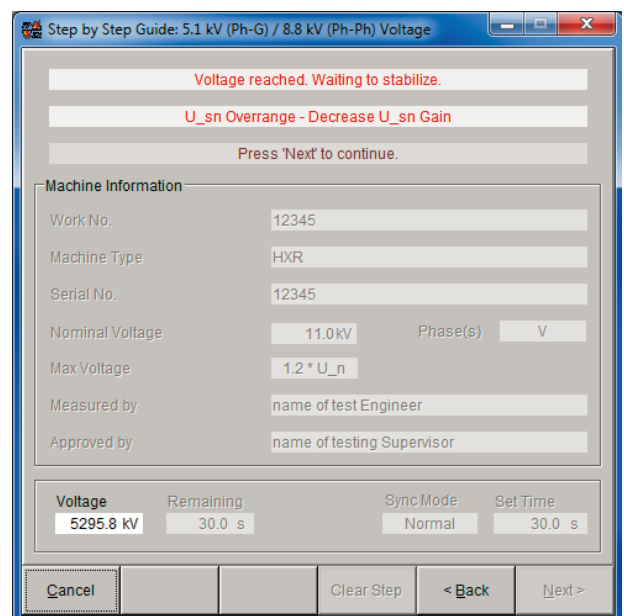 Step by Step Guide: 5.1 kV (Ph-G) / 8.8 kV (Ph-Ph) Voltage
Voltage reached. Waiting to stabilize.
U_sn Overrange - Decrease U_sn Gain
Press 'Next' to continue.
Machine Information
Work No. 12345
Machine Type HXR
Serial No. 12345
Nominal Voltage 11.0 kV Phase(s) V
Max Voltage 1.2 * U_n
Measured by name of test Engineer
Approved by name of testing Supervisor
Voltage Remaining Sync Mode Set Time
5295.8 kV 30.0 s Normal 30.0 s
Cancel Clear Step < Back Next >